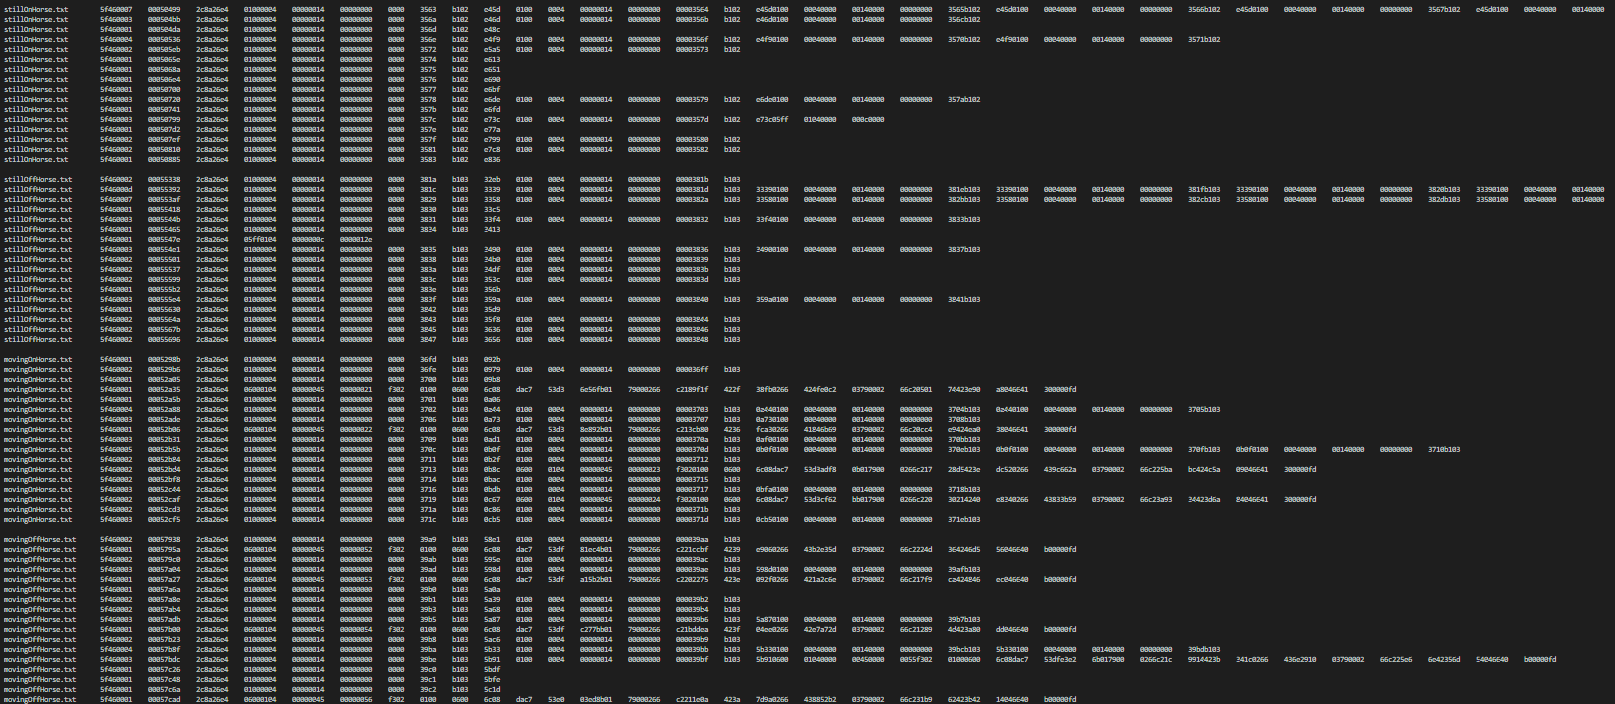 stillOnHorse.txt 5f460007 00050499 2c8a26e4 01000004 00000014 00000000 0000 3563 b102 e45d 0100 0004 00000014 00000000 00003564 b102 e45d0100 00040000 00140000 00000000 3565b102 e45d0100 00040000 00140000 00000000 3566b102 e45d0100 00040000 00140000 00000000 3567b102 e45d0100 00040000 00140000
stillOnHorse.txt 5f460004 000504bb 2c8a26e4 01000004 00000014 00000000 0000 356a b102 e46d 0100 0004 00000014 00000000 0000356b b102 e46d0100 00040000 00140000 00000000 356cb102
stillOnHorse.txt 5f460001 000504da 2c8a26e4 01000004 00000014 00000000 0000 356d b102 e48c
stillOnHorse.txt 5f460004 00050536 2c8a26e4 01000004 00000014 00000000 0000 356e b102 e4f9 0100 0004 00000014 00000000 0000356f b102 e4f90100 00040000 00140000 00000000 3570b102 e4f90100 00040000 00140000 00000000 3571b102
stillOnHorse.txt 5f460002 000505eb 2c8a26e4 01000004 00000014 00000000 0000 3572 b102 e5a5 0100 0004 00000014 00000000 00003573 b102
stillOnHorse.txt 5f460001 0005065e 2c8a26e4 01000004 00000014 00000000 0000 3574 b102 e613
stillOnHorse.txt 5f460001 0005068a 2c8a26e4 01000004 00000014 00000000 0000 3575 b102 e651
stillOnHorse.txt 5f460001 000506e4 2c8a26e4 01000004 00000014 00000000 0000 3576 b102 e690
stillOnHorse.txt 5f460001 00050700 2c8a26e4 01000004 00000014 00000000 0000 3577 b102 e6bf
stillOnHorse.txt 5f460003 00050720 2c8a26e4 01000004 00000014 00000000 0000 3578 b102 e6de 0100 0004 00000014 00000000 00003579 b102 e6de0100 00040000 00140000 00000000 357ab102
stillOnHorse.txt 5f460001 00050741 2c8a26e4 01000004 00000014 00000000 0000 357b b102 e6fd
stillOnHorse.txt 5f460003 00050799 2c8a26e4 01000004 00000014 00000000 0000 357c b102 e73c 0100 0004 00000014 00000000 0000357d b102 e73c05ff 01040000 000c0000
stillOnHorse.txt 5f460001 000507d2 2c8a26e4 01000004 00000014 00000000 0000 357e b102 e77a
stillOnHorse.txt 5f460002 000507ef 2c8a26e4 01000004 00000014 00000000 0000 357f b102 e799 0100 0004 00000014 00000000 00003580 b102
stillOnHorse.txt 5f460002 00050810 2c8a26e4 01000004 00000014 00000000 0000 3581 b102 e7c8 0100 0004 00000014 00000000 00003582 b102
stillOnHorse.txt 5f460001 00050885 2c8a26e4 01000004 00000014 00000000 0000 3583 b102 e836
stillOffHorse.txt 5f460002 00055338 2c8a26e4 01000004 00000014 00000000 0000 381a b103 32eb 0100 0004 00000014 00000000 0000381b b103
stillOffHorse.txt 5f46000d 00055392 2c8a26e4 01000004 00000014 00000000 0000 381c b103 3339 0100 0004 00000014 00000000 0000381d b103 33390100 00040000 00140000 00000000 381eb103 33390100 00040000 00140000 00000000 381fb103 33390100 00040000 00140000 00000000 3820b103 33390100 00040000 00140000
stillOffHorse.txt 5f460007 000553af 2c8a26e4 01000004 00000014 00000000 0000 3829 b103 3358 0100 0004 00000014 00000000 0000382a b103 33580100 00040000 00140000 00000000 382bb103 33580100 00040000 00140000 00000000 382cb103 33580100 00040000 00140000 00000000 382db103 33580100 00040000 00140000
stillOffHorse.txt 5f460001 00055418 2c8a26e4 01000004 00000014 00000000 0000 3830 b103 33c5
stillOffHorse.txt 5f460003 0005544b 2c8a26e4 01000004 00000014 00000000 0000 3831 b103 33f4 0100 0004 00000014 00000000 00003832 b103 33f40100 00040000 00140000 00000000 3833b103
stillOffHorse.txt 5f460001 00055465 2c8a26e4 01000004 00000014 00000000 0000 3834 b103 3413
stillOffHorse.txt 5f460001 0005547e 2c8a26e4 05ff0104 0000000c 0000012e
stillOffHorse.txt 5f460003 000554e1 2c8a26e4 01000004 00000014 00000000 0000 3835 b103 3490 0100 0004 00000014 00000000 00003836 b103 34900100 00040000 00140000 00000000 3837b103
stillOffHorse.txt 5f460002 00055501 2c8a26e4 01000004 00000014 00000000 0000 3838 b103 34b0 0100 0004 00000014 00000000 00003839 b103
stillOffHorse.txt 5f460002 00055537 2c8a26e4 01000004 00000014 00000000 0000 383a b103 34df 0100 0004 00000014 00000000 0000383b b103
stillOffHorse.txt 5f460002 00055599 2c8a26e4 01000004 00000014 00000000 0000 383c b103 353c 0100 0004 00000014 00000000 0000383d b103
stillOffHorse.txt 5f460001 000555b2 2c8a26e4 01000004 00000014 00000000 0000 383e b103 356b
stillOffHorse.txt 5f460003 000555e4 2c8a26e4 01000004 00000014 00000000 0000 383f b103 359a 0100 0004 00000014 00000000 00003840 b103 359a0100 00040000 00140000 00000000 3841b103
stillOffHorse.txt 5f460001 00055630 2c8a26e4 01000004 00000014 00000000 0000 3842 b103 35d9
stillOffHorse.txt 5f460002 0005564a 2c8a26e4 01000004 00000014 00000000 0000 3843 b103 35f8 0100 0004 00000014 00000000 00003844 b103
stillOffHorse.txt 5f460002 0005567b 2c8a26e4 01000004 00000014 00000000 0000 3845 b103 3636 0100 0004 00000014 00000000 00003846 b103
stillOffHorse.txt 5f460002 00055696 2c8a26e4 01000004 00000014 00000000 0000 3847 b103 3656 0100 0004 00000014 00000000 00003848 b103
movingOnHorse.txt 5f460001 0005298b 2c8a26e4 01000004 00000014 00000000 0000 36fd b103 092b
movingOnHorse.txt 5f460002 000529b6 2c8a26e4 01000004 00000014 00000000 0000 36fe b103 0979 0100 0004 00000014 00000000 000036ff b103
movingOnHorse.txt 5f460001 00052a05 2c8a26e4 01000004 00000014 00000000 0000 3700 b103 09b8
movingOnHorse.txt 5f460001 00052a35 2c8a26e4 06000104 00000045 00000021 f302 0100 0600 6c08 dac7 53d3 6e56fb01 79000266 c2189f1f 422f 38fb0266 424fe0c2 03790002 66c20501 74423e90 a8046641 300000fd
movingOnHorse.txt 5f460001 00052a5b 2c8a26e4 01000004 00000014 00000000 0000 3701 b103 0a06
movingOnHorse.txt 5f460004 00052a88 2c8a26e4 01000004 00000014 00000000 0000 3702 b103 0a44 0100 0004 00000014 00000000 00003703 b103 0a440100 00040000 00140000 00000000 3704b103 0a440100 00040000 00140000 00000000 3705b103
movingOnHorse.txt 5f460003 00052ade 2c8a26e4 01000004 00000014 00000000 0000 3706 b103 0a73 0100 0004 00000014 00000000 00003707 b103 0a730100 00040000 00140000 00000000 3708b103
movingOnHorse.txt 5f460001 00052b06 2c8a26e4 06000104 00000045 00000022 f302 0100 0600 6c08 dac7 53d3 8e892b01 79000266 c213cb80 4236 fca30266 41846b69 03790002 66c20cc4 e9424ea0 38046641 300000fd
movingOnHorse.txt 5f460003 00052b31 2c8a26e4 01000004 00000014 00000000 0000 3709 b103 0ad1 0100 0004 00000014 00000000 0000370a b103 0af00100 00040000 00140000 00000000 370bb103
movingOnHorse.txt 5f460005 00052b5b 2c8a26e4 01000004 00000014 00000000 0000 370c b103 0b0f 0100 0004 00000014 00000000 0000370d b103 0b0f0100 00040000 00140000 00000000 370eb103 0b0f0100 00040000 00140000 00000000 370fb103 0b0f0100 00040000 00140000 00000000 3710b103
movingOnHorse.txt 5f460002 00052b84 2c8a26e4 01000004 00000014 00000000 0000 3711 b103 0b2f 0100 0004 00000014 00000000 00003712 b103
movingOnHorse.txt 5f460002 00052bd4 2c8a26e4 01000004 00000014 00000000 0000 3713 b103 0b8c 0600 0104 00000045 00000023 f3020100 0600 6c08dac7 53d3adf8 0b017900 0266c217 28d5423e dc520266 439c662a 03790002 66c225ba bc424c5a 09046641 300000fd
movingOnHorse.txt 5f460002 00052bf8 2c8a26e4 01000004 00000014 00000000 0000 3714 b103 0bac 0100 0004 00000014 00000000 00003715 b103
movingOnHorse.txt 5f460003 00052c44 2c8a26e4 01000004 00000014 00000000 0000 3716 b103 0bdb 0100 0004 00000014 00000000 00003717 b103 0bfa0100 00040000 00140000 00000000 3718b103
movingOnHorse.txt 5f460002 00052caf 2c8a26e4 01000004 00000014 00000000 0000 3719 b103 0c67 0600 0104 00000045 00000024 f3020100 0600 6c08dac7 53d3cf62 bb017900 0266c220 30214240 e8340266 43833b59 03790002 66c23a93 34423d6a 84046641 300000fd
movingOnHorse.txt 5f460002 00052cd3 2c8a26e4 01000004 00000014 00000000 0000 371a b103 0c86 0100 0004 00000014 00000000 0000371b b103
movingOnHorse.txt 5f460003 00052cf5 2c8a26e4 01000004 00000014 00000000 0000 371c b103 0cb5 0100 0004 00000014 00000000 0000371d b103 0cb50100 00040000 00140000 00000000 371eb103
movingOffHorse.txt 5f460002 00057938 2c8a26e4 01000004 00000014 00000000 0000 39a9 b103 58e1 0100 0004 00000014 00000000 000039aa b103
movingOffHorse.txt 5f460001 0005795a 2c8a26e4 06000104 00000045 00000052 f302 0100 0600 6c08 dac7 53df 81ec4b01 79000266 c221ccbf 4239 e9060266 43b2e35d 03790002 66c2224d 364246d5 56046640 b00000fd
movingOffHorse.txt 5f460002 000579c0 2c8a26e4 01000004 00000014 00000000 0000 39ab b103 595e 0100 0004 00000014 00000000 000039ac b103
movingOffHorse.txt 5f460003 00057a04 2c8a26e4 01000004 00000014 00000000 0000 39ad b103 598d 0100 0004 00000014 00000000 000039ae b103 598d0100 00040000 00140000 00000000 39afb103
movingOffHorse.txt 5f460001 00057a27 2c8a26e4 06000104 00000045 00000053 f302 0100 0600 6c08 dac7 53df a15b2b01 79000266 c2202275 423e 092f0266 421a2c6e 03790002 66c217f9 ca424846 ec046640 b00000fd
movingOffHorse.txt 5f460001 00057a6a 2c8a26e4 01000004 00000014 00000000 0000 39b0 b103 5a0a
movingOffHorse.txt 5f460002 00057a8e 2c8a26e4 01000004 00000014 00000000 0000 39b1 b103 5a39 0100 0004 00000014 00000000 000039b2 b103
movingOffHorse.txt 5f460002 00057ab4 2c8a26e4 01000004 00000014 00000000 0000 39b3 b103 5a68 0100 0004 00000014 00000000 000039b4 b103
movingOffHorse.txt 5f460003 00057adb 2c8a26e4 01000004 00000014 00000000 0000 39b5 b103 5a87 0100 0004 00000014 00000000 000039b6 b103 5a870100 00040000 00140000 00000000 39b7b103
movingOffHorse.txt 5f460001 00057b00 2c8a26e4 06000104 00000045 00000054 f302 0100 0600 6c08 dac7 53df c277bb01 79000266 c21bddea 423f 04ee0266 42e7a72d 03790002 66c21289 4d423a80 dd046640 b00000fd
movingOffHorse.txt 5f460002 00057b23 2c8a26e4 01000004 00000014 00000000 0000 39b8 b103 5ac6 0100 0004 00000014 00000000 000039b9 b103
movingOffHorse.txt 5f460004 00057b8f 2c8a26e4 01000004 00000014 00000000 0000 39ba b103 5b33 0100 0004 00000014 00000000 000039bb b103 5b330100 00040000 00140000 00000000 39bcb103 5b330100 00040000 00140000 00000000 39bdb103
movingOffHorse.txt 5f460003 00057bdc 2c8a26e4 01000004 00000014 00000000 0000 39be b103 5b91 0100 0004 00000014 00000000 000039bf b103 5b910600 01040000 00450000 0055f302 01000600 6c08dac7 53dfe3e2 6b017900 0266c21c 9914423b 341c0266 436e2910 03790002 66c225e6 6e42356d 54046640 b00000fd
movingOffHorse.txt 5f460001 00057c26 2c8a26e4 01000004 00000014 00000000 0000 39c0 b103 5bdf
movingOffHorse.txt 5f460001 00057c48 2c8a26e4 01000004 00000014 00000000 0000 39c1 b103 5bfe
movingOffHorse.txt 5f460001 00057c6a 2c8a26e4 01000004 00000014 00000000 0000 39c2 b103 5c1d
movingOffHorse.txt 5f460001 00057cad 2c8a26e4 06000104 00000045 00000056 f302 0100 0600 6c08 dac7 53e0 03ed8b01 79000266 c2211e0a 423a 7d9a0266 438852b2 03790002 66c231b9 62423b42 14046640 b00000fd